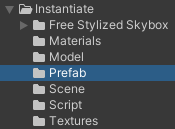 Instantiate
Free Stylized Skybox
Materials
Model
Prefab
Scene
Script
Textures